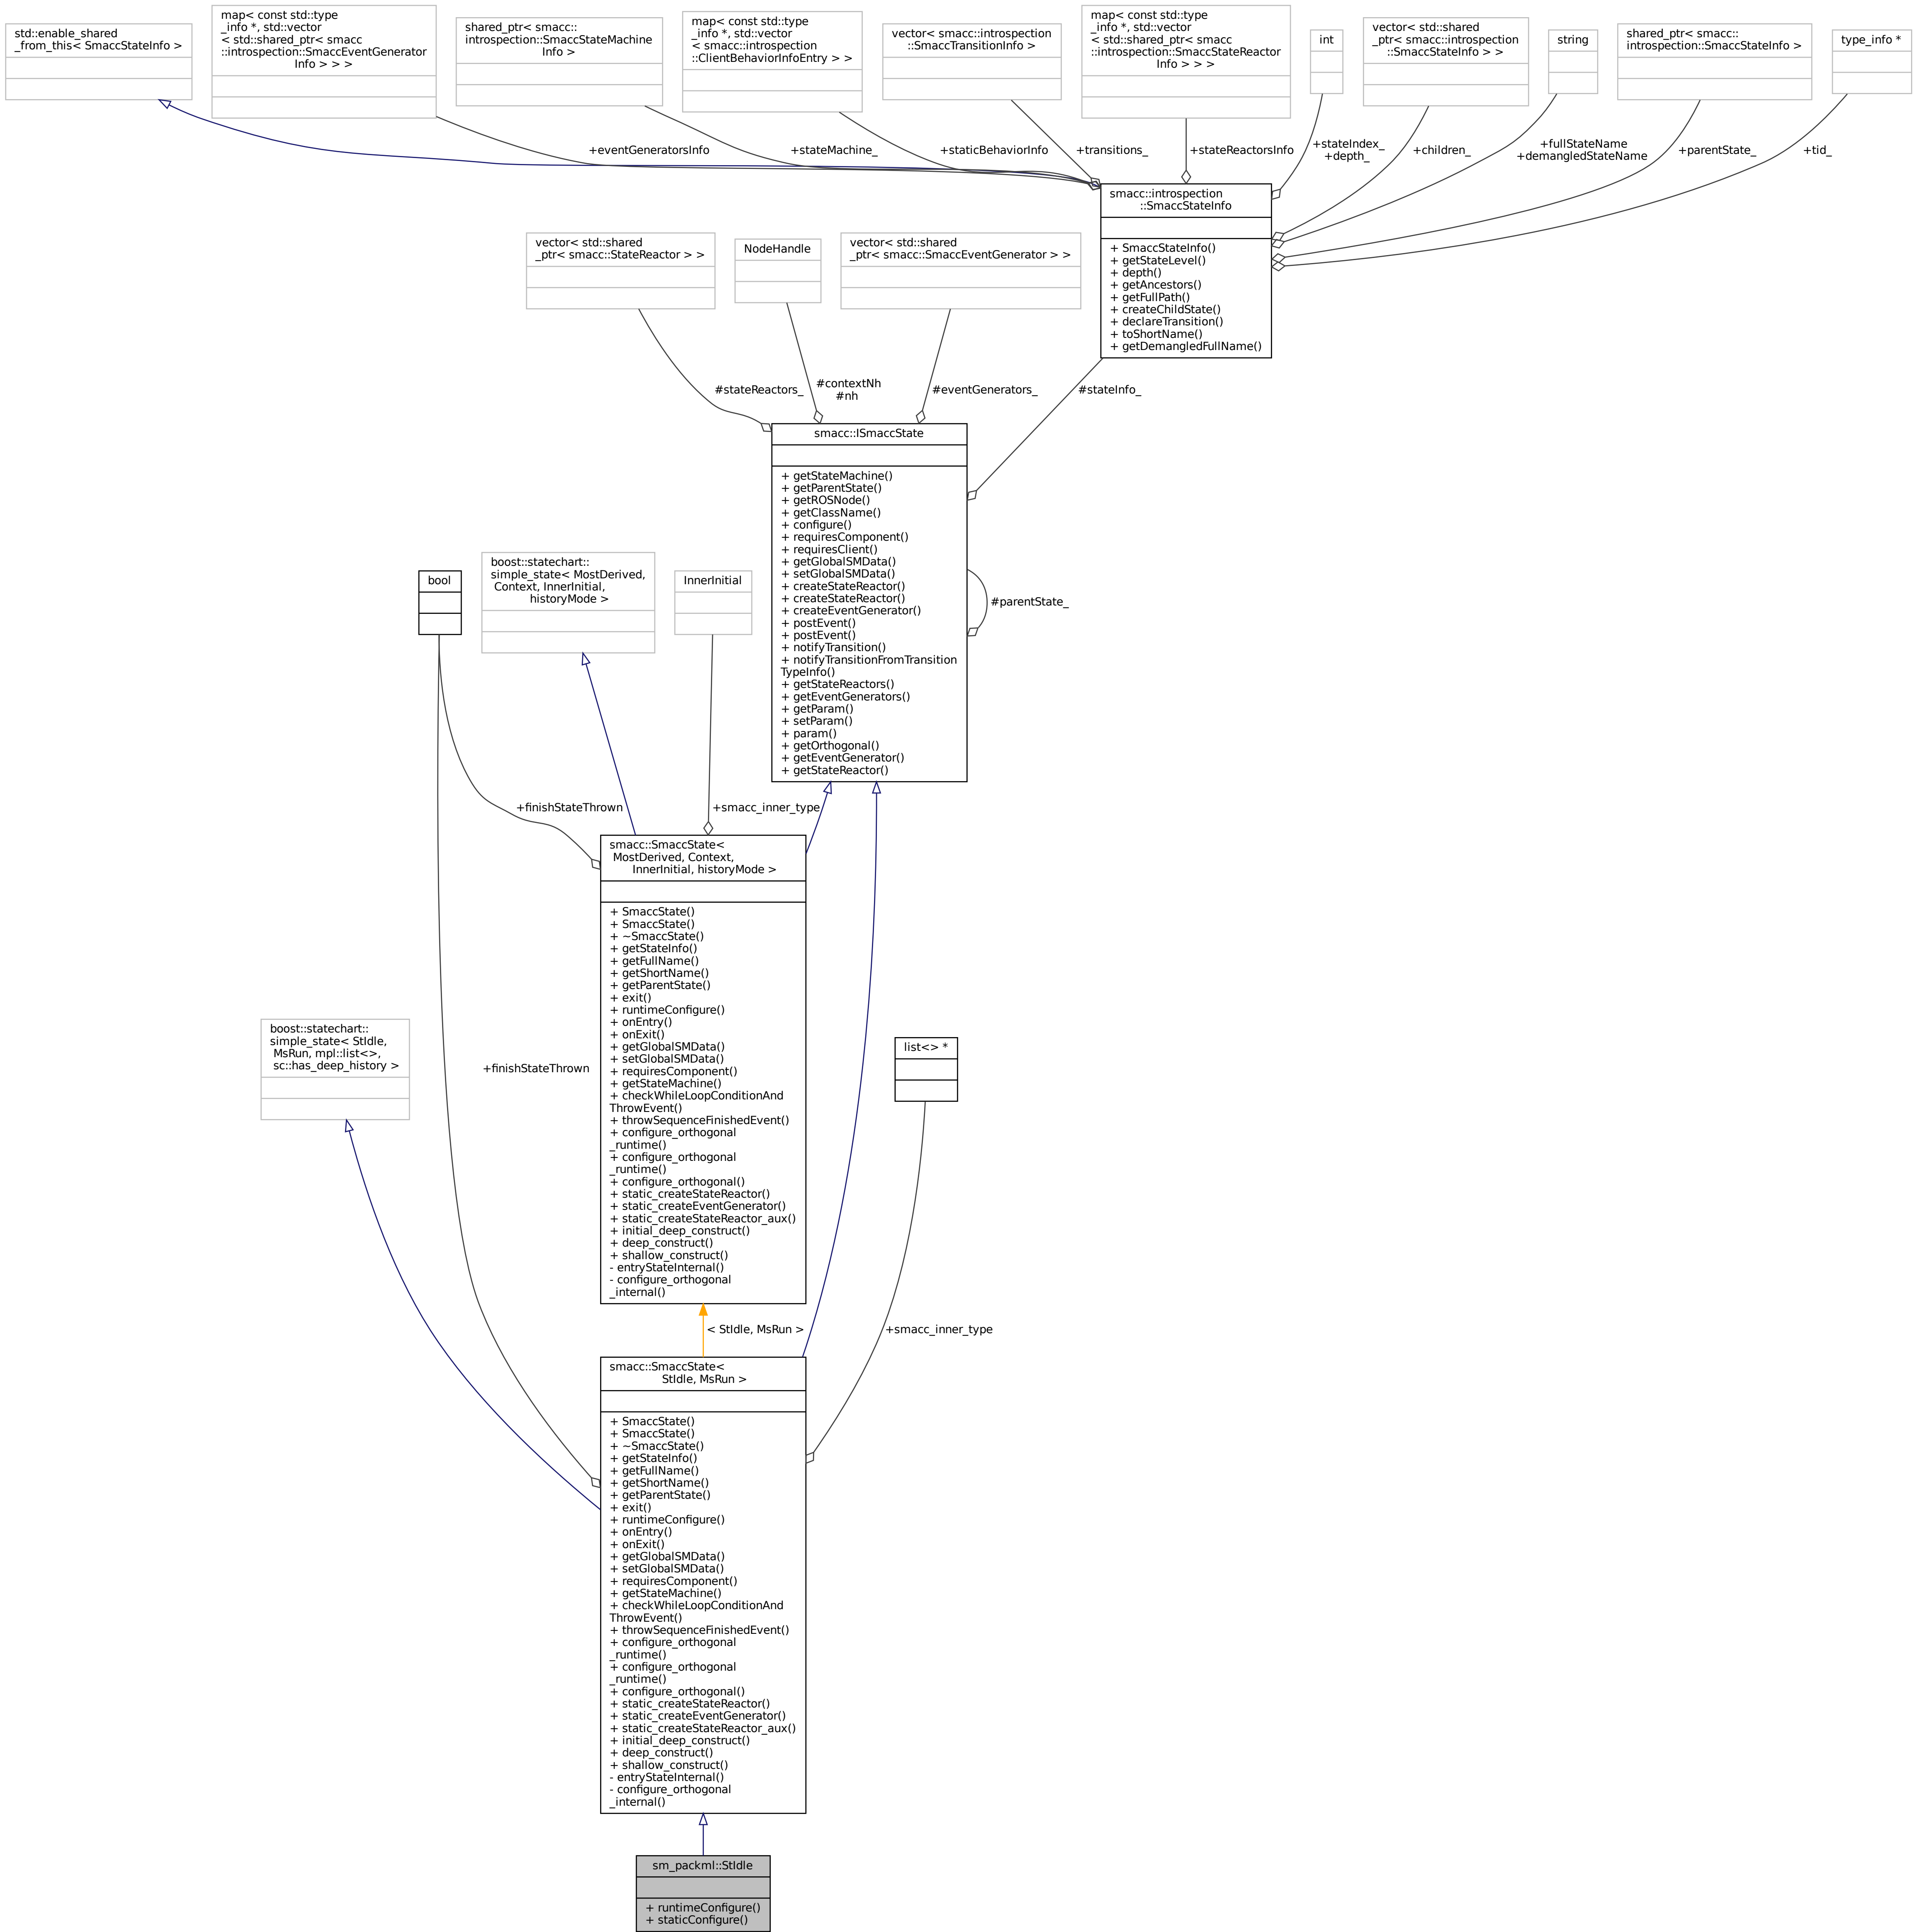 std::enable_shared
_from_this< SmaccStateInfo >
map< const std::type
_info *, std::vector
< std::shared_ptr< smacc
::introspection::SmaccEventGenerator
Info > > >
shared_ptr< smacc::
introspection::SmaccStateMachine
Info >
map< const std::type
_info *, std::vector
< smacc::introspection
::ClientBehaviorInfoEntry > >
vector< smacc::introspection
::SmaccTransitionInfo >
map< const std::type
_info *, std::vector
< std::shared_ptr< smacc
::introspection::SmaccStateReactor
Info > > >
int
vector< std::shared
_ptr< smacc::introspection
::SmaccStateInfo > >
string
shared_ptr< smacc::
introspection::SmaccStateInfo >
type_info *
+eventGeneratorsInfo
+stateMachine_
+staticBehaviorInfo
+transitions_
+stateReactorsInfo
+stateIndex_
+depth_
+children_
+fullStateName
+demangledStateName
+parentState_
+tid_
smacc::introspection
::SmaccStateInfo
+ SmaccStateInfo()
+ getStateLevel()
+ depth()
+ getAncestors()
+ getFullPath()
+ createChildState()
+ declareTransition()
+ toShortName()
+ getDemangledFullName()
vector< std::shared
_ptr< smacc::StateReactor > >
NodeHandle
vector< std::shared
_ptr< smacc::SmaccEventGenerator > >
#stateReactors_
#contextNh
#nh
#eventGenerators_
#stateInfo_
smacc::ISmaccState
+ getStateMachine()
+ getParentState()
+ getROSNode()
+ getClassName()
+ configure()
+ requiresComponent()
+ requiresClient()
+ getGlobalSMData()
+ setGlobalSMData()
+ createStateReactor()
+ createStateReactor()
+ createEventGenerator()
+ postEvent()
+ postEvent()
+ notifyTransition()
+ notifyTransitionFromTransition
TypeInfo()
+ getStateReactors()
+ getEventGenerators()
+ getParam()
+ setParam()
+ param()
+ getOrthogonal()
+ getEventGenerator()
+ getStateReactor()
#parentState_
bool
boost::statechart::
simple_state< MostDerived,
Context, InnerInitial,
historyMode >
InnerInitial
+finishStateThrown
+smacc_inner_type
smacc::SmaccState<
MostDerived, Context,
InnerInitial, historyMode >
+ SmaccState()
+ SmaccState()
+ ~SmaccState()
+ getStateInfo()
+ getFullName()
+ getShortName()
+ getParentState()
+ exit()
+ runtimeConfigure()
+ onEntry()
+ onExit()
+ getGlobalSMData()
+ setGlobalSMData()
+ requiresComponent()
+ getStateMachine()
+ checkWhileLoopConditionAnd
ThrowEvent()
+ throwSequenceFinishedEvent()
+ configure_orthogonal
_runtime()
+ configure_orthogonal
_runtime()
+ configure_orthogonal()
+ static_createStateReactor()
+ static_createEventGenerator()
+ static_createStateReactor_aux()
+ initial_deep_construct()
+ deep_construct()
+ shallow_construct()
- entryStateInternal()
- configure_orthogonal
_internal()
boost::statechart::
simple_state< StIdle,
MsRun, mpl::list<>,
sc::has_deep_history >
+finishStateThrown
list<> *
< StIdle, MsRun >
+smacc_inner_type
smacc::SmaccState<
StIdle, MsRun >
+ SmaccState()
+ SmaccState()
+ ~SmaccState()
+ getStateInfo()
+ getFullName()
+ getShortName()
+ getParentState()
+ exit()
+ runtimeConfigure()
+ onEntry()
+ onExit()
+ getGlobalSMData()
+ setGlobalSMData()
+ requiresComponent()
+ getStateMachine()
+ checkWhileLoopConditionAnd
ThrowEvent()
+ throwSequenceFinishedEvent()
+ configure_orthogonal
_runtime()
+ configure_orthogonal
_runtime()
+ configure_orthogonal()
+ static_createStateReactor()
+ static_createEventGenerator()
+ static_createStateReactor_aux()
+ initial_deep_construct()
+ deep_construct()
+ shallow_construct()
- entryStateInternal()
- configure_orthogonal
_internal()
sm_packml::StIdle
+ runtimeConfigure()
+ staticConfigure()